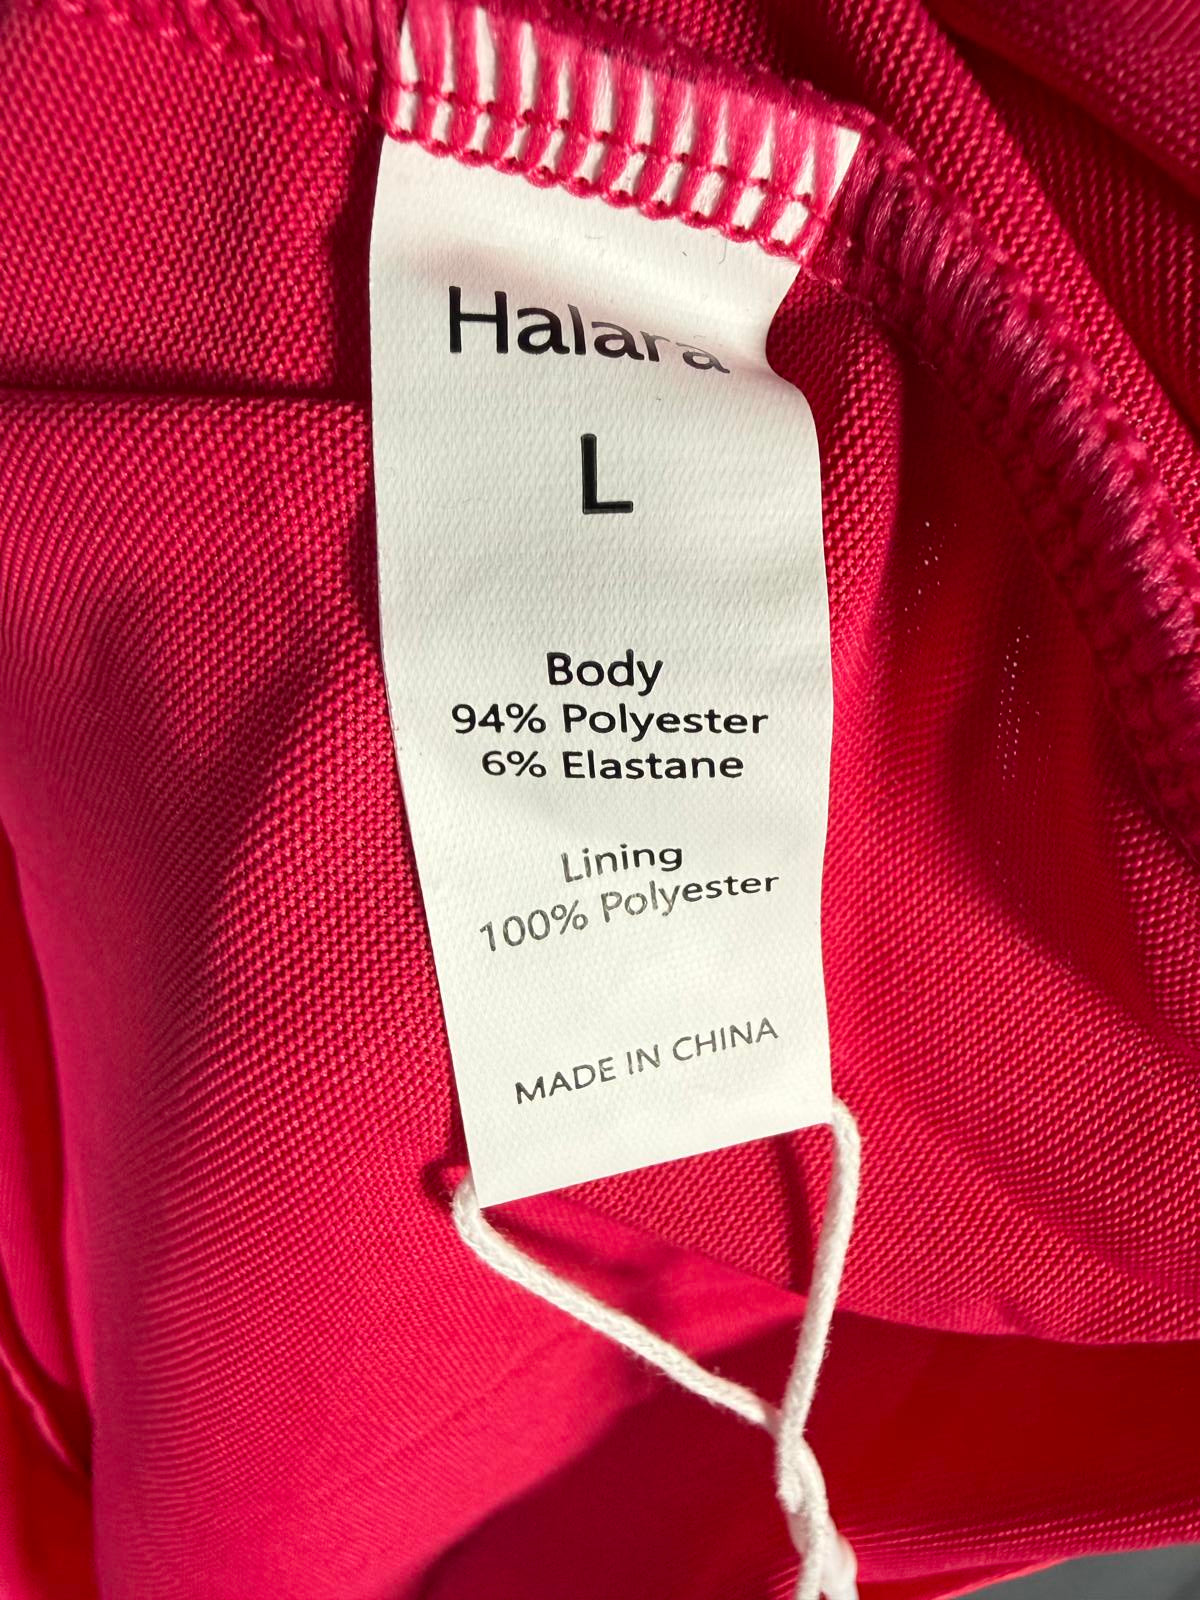 Halara
L
Body
94% Polyester
6% Elastane
Lining
100% Polyester
MADE IN CHINA